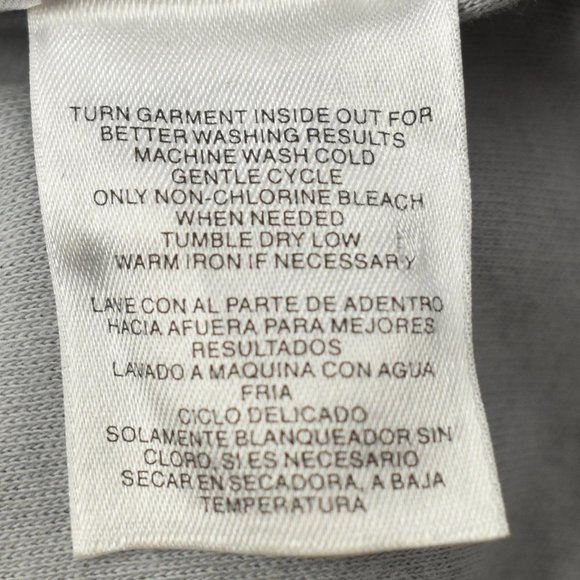 TURN GARMENT INSIDE OUT FOR
BETTER WASHING RESULTS
MACHINE WASH COLD
GENTLE CYCLE
ONLY NON-CHLORINE BLEACH
WHEN NEEDED
TUMBLE DRY LOW
WARM IRON IF NECESSARY
LAVE CON AL PARTE DE ADENTRO
HACIA AFUERA PARA MEJORES
RESULTADOS
LAVADO A MAQUINA CON AGUA
FRIA
CICLO DELICADO
SOLAMENTE BLANQUEADOR SIN
CLORO, SI ES NECESARIO
SECAR EN SECADORA, A BAJA
TEMPERATURA